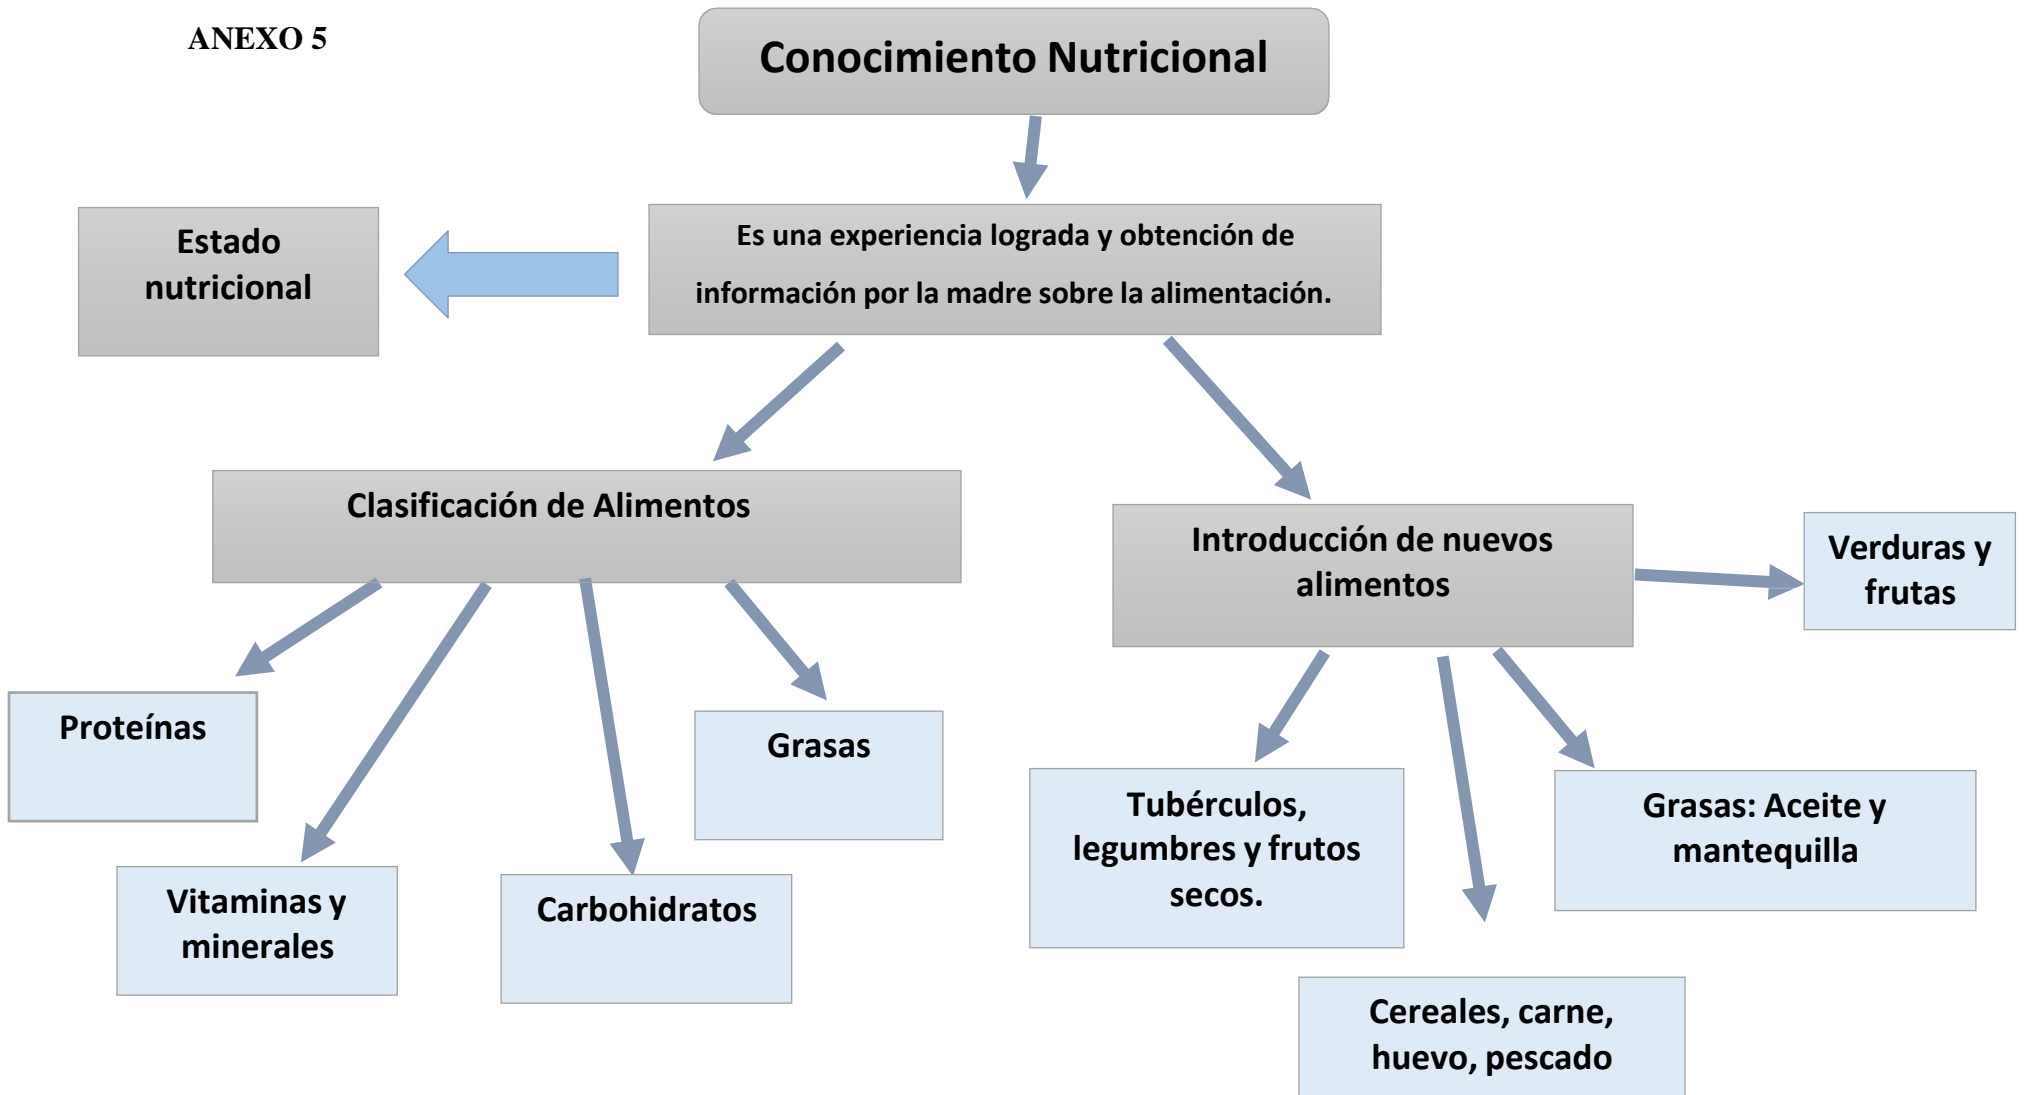 ANEXO 5
Conocimiento Nutricional
Estado
nutricional
Es una experiencia lograda y obtención de
información por la madre sobre la alimentación.
Clasificación de Alimentos
Introducción de nuevos
alimentos
Verduras y
frutas
Proteínas
Grasas
Vitaminas y
minerales
Carbohidratos
Tubérculos,
legumbres y frutos
secos.
Grasas: Aceite y
mantequilla
Cereales, carne,
huevo, pescado